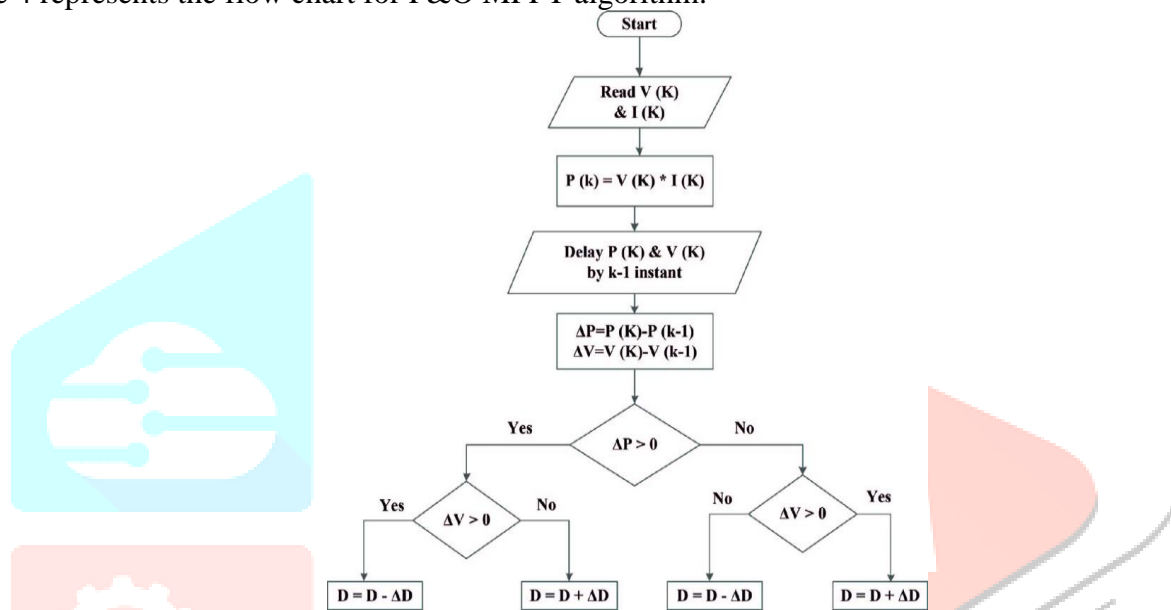 represents the flow chart for P&O MPPT algorithm.
Start
Read V (K)
& I (K)
P (k) = V (K) * I (K)
Delay P (K) & V (K)
by k-1 instant
ΔP=P (K)-P (k-1)
ΔV=V (K)-V (k-1)
Yes
ΔP > 0
No
Yes
ΔV > 0
No
No
ΔV > 0
Yes
D = D - ΔD
D = D + ΔD
D = D - ΔD
D = D + ΔD